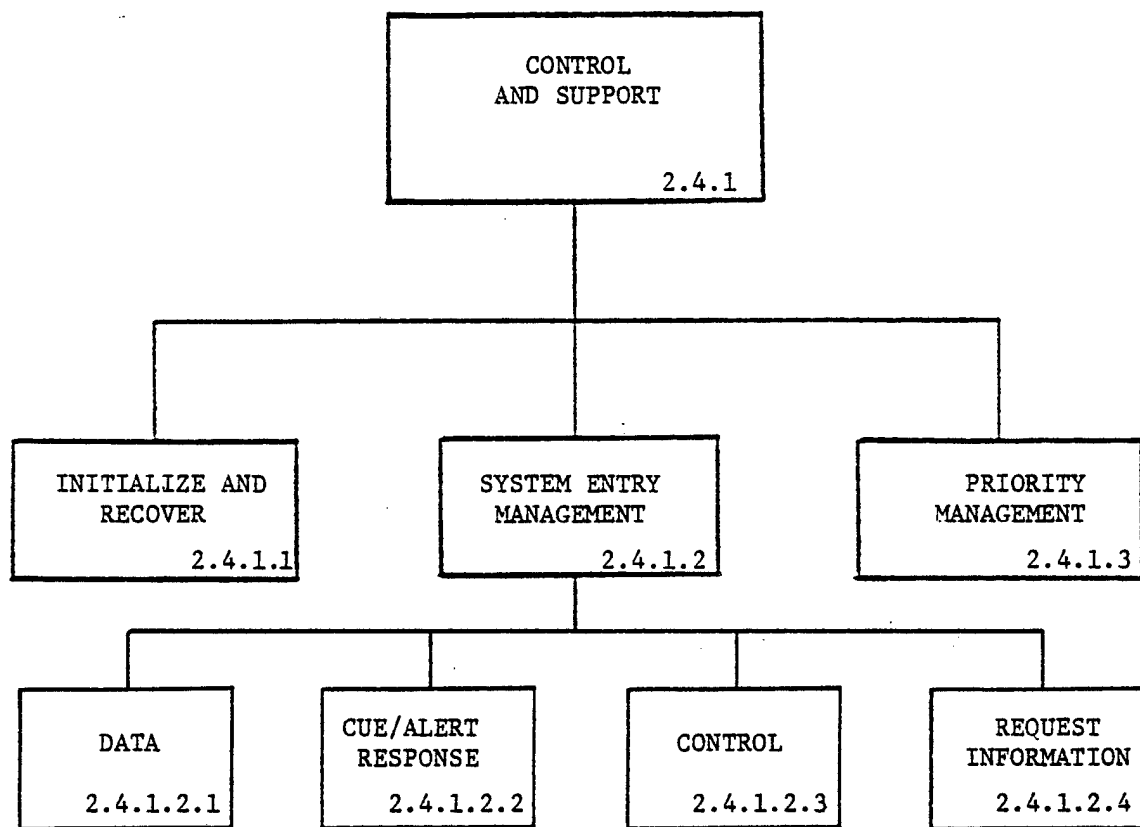 CONTROL
AND SUPPORT
2.4.1
INITIALIZE AND
RECOVER
2.4.1.1
SYSTEM ENTRY
MANAGEMENT
2.4.1.2
PRIORITY
MANAGEMENT
2.4.1.3
DATA
2.4.1.2.1
CUE/ALERT
RESPONSE
2.4.1.2.2
CONTROL
2.4.1.2.3
REQUEST
INFORMATION
2.4.1.2.4